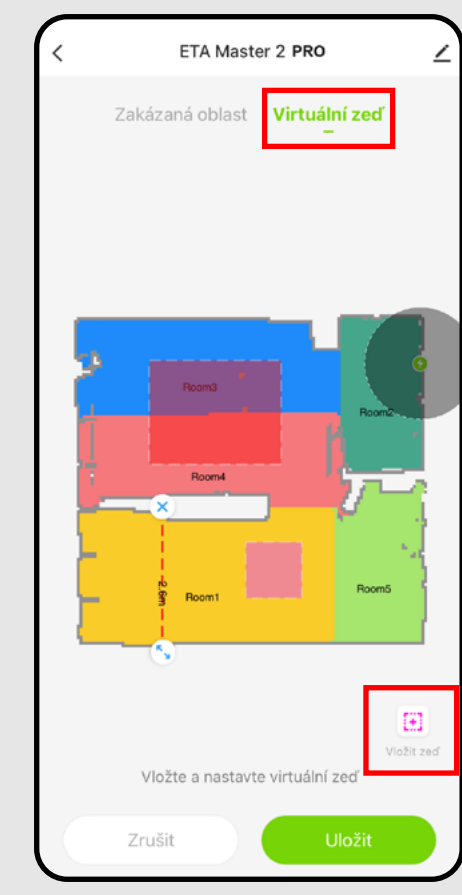 ETA Master 2 PRO
Zakázaná oblast Virtuální zeď
Room3
Room2
Room4
2.6m
Room1
Room5
Vložit zeď
Vložte a nastavte virtuální zeď
Zrušit Uložit